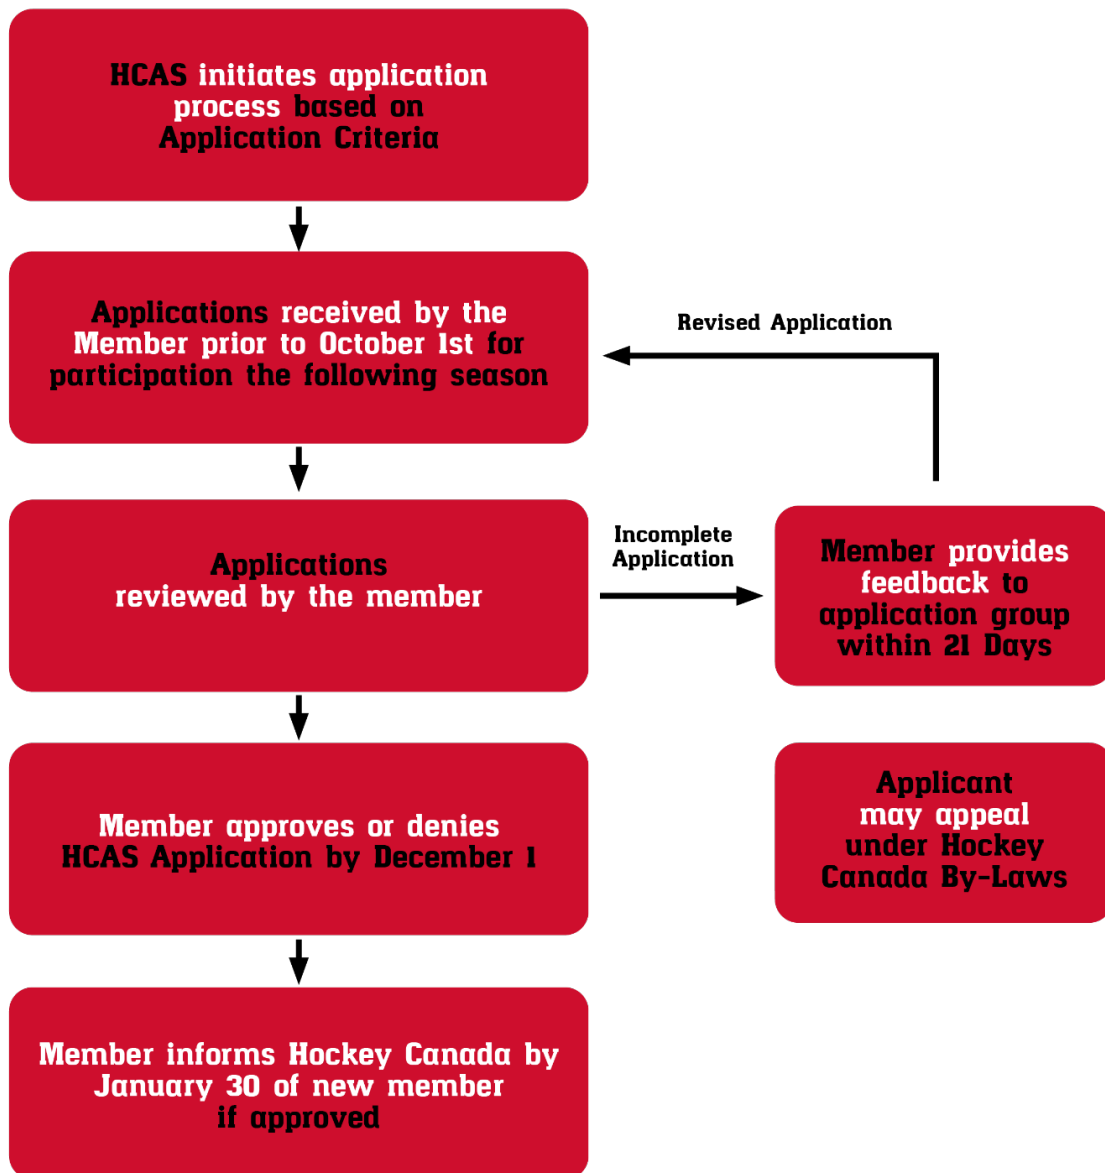 HCAS initiates application
process based on
Application Criteria
Applications received by the
Member prior to October 1st for
participation the following season
Revised Application
Applications
reviewed by the member
Incomplete
Application
Member provides
feedback to
application group
within 21 Days
Member approves or denies
HCAS Application by December 1
Applicant
may appeal
under Hockey
Canada By-Laws
Member informs Hockey Canada by
January 30 of new member
if approved